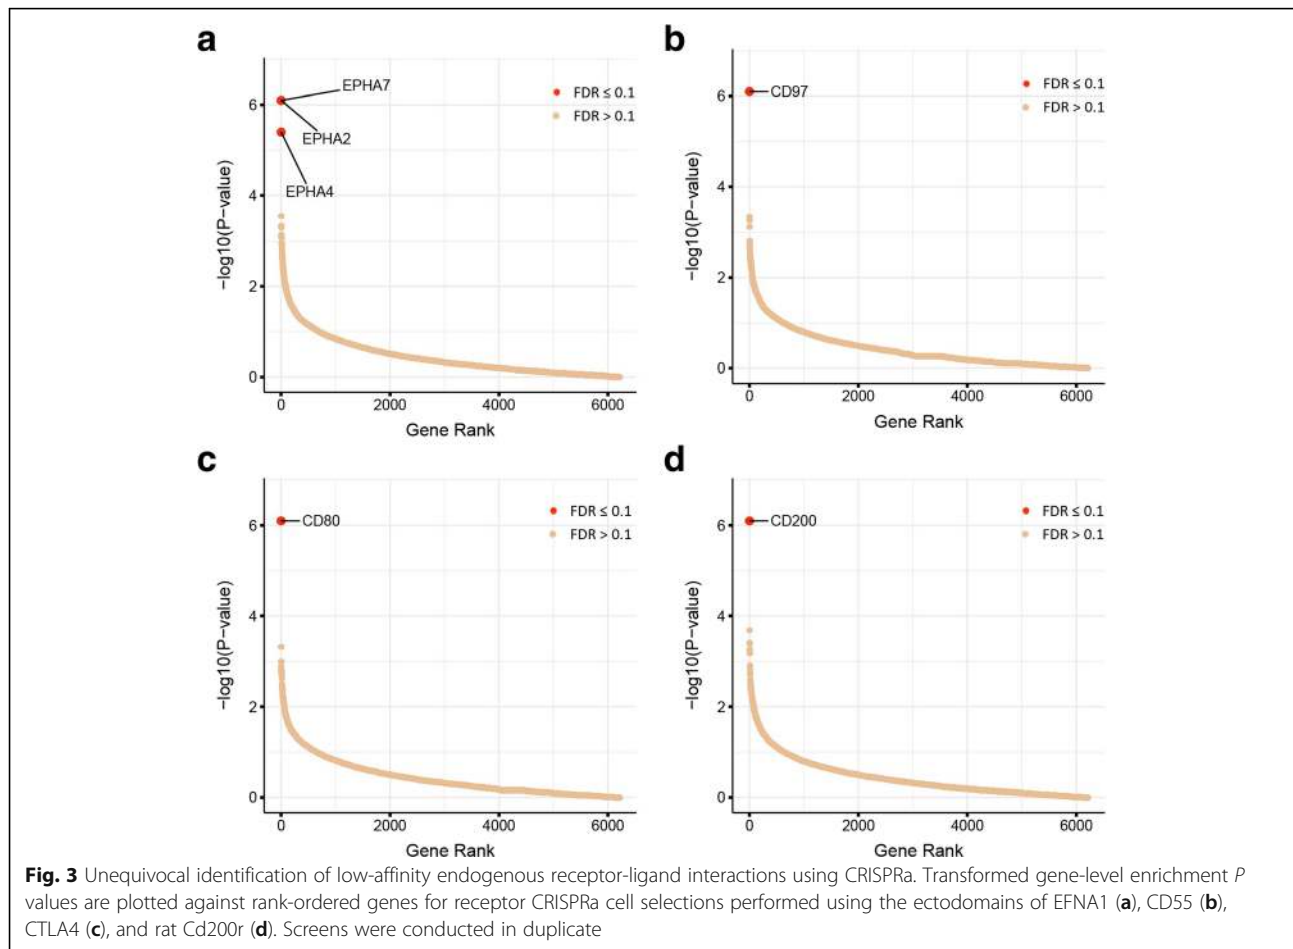 a
EPHA7
EPHA2
EPHA4
FDR ≤ 0.1
FDR > 0.1
6
4
2
0
−log10(P−value)
0 2000 4000 6000
Gene Rank
b
CD97
FDR ≤ 0.1
FDR > 0.1
6
4
2
0
−log10(P−value)
0 2000 4000 6000
Gene Rank
c
CD80
FDR ≤ 0.1
FDR > 0.1
6
4
2
0
−log10(P−value)
0 2000 4000 6000
Gene Rank
d
CD200
FDR ≤ 0.1
FDR > 0.1
6
4
2
0
−log10(P−value)
0 2000 4000 6000
Gene Rank
Fig. 3 Unequivocal identification of low-affinity endogenous receptor-ligand interactions using CRISPRa. Transformed gene-level enrichment P
values are plotted against rank-ordered genes for receptor CRISPRa cell selections performed using the ectodomains of EFNA1 (a), CD55 (b),
CTLA4 (c), and rat Cd200r (d). Screens were conducted in duplicate